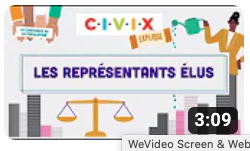 C·I·V·I·X
EXPLIQUE
LES REPRÉSENTANTS ÉLUS
3:09
WeVideo Screen & Web